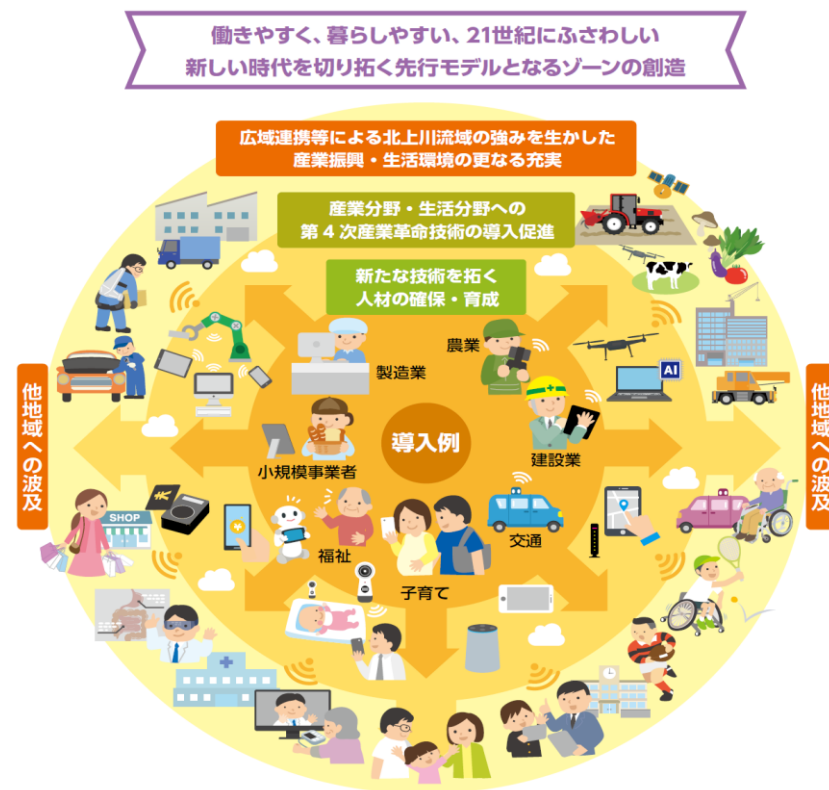 働きやすく、暮らしやすい、21世紀にふさわしい
新しい時代を切り拓く先行モデルとなるゾーンの創造
広域連携等による北上川流域の強みを生かした
産業振興・生活環境の更なる充実
産業分野・生活分野への
第4次産業革命技術の導入促進
新たな技術を拓く
人材の確保・育成
製造業
農業
AI
他地域への波及
小規模事業者
導入例
建設業
他地域への波及
SHOP
¥
¥
福祉
子育て
交通